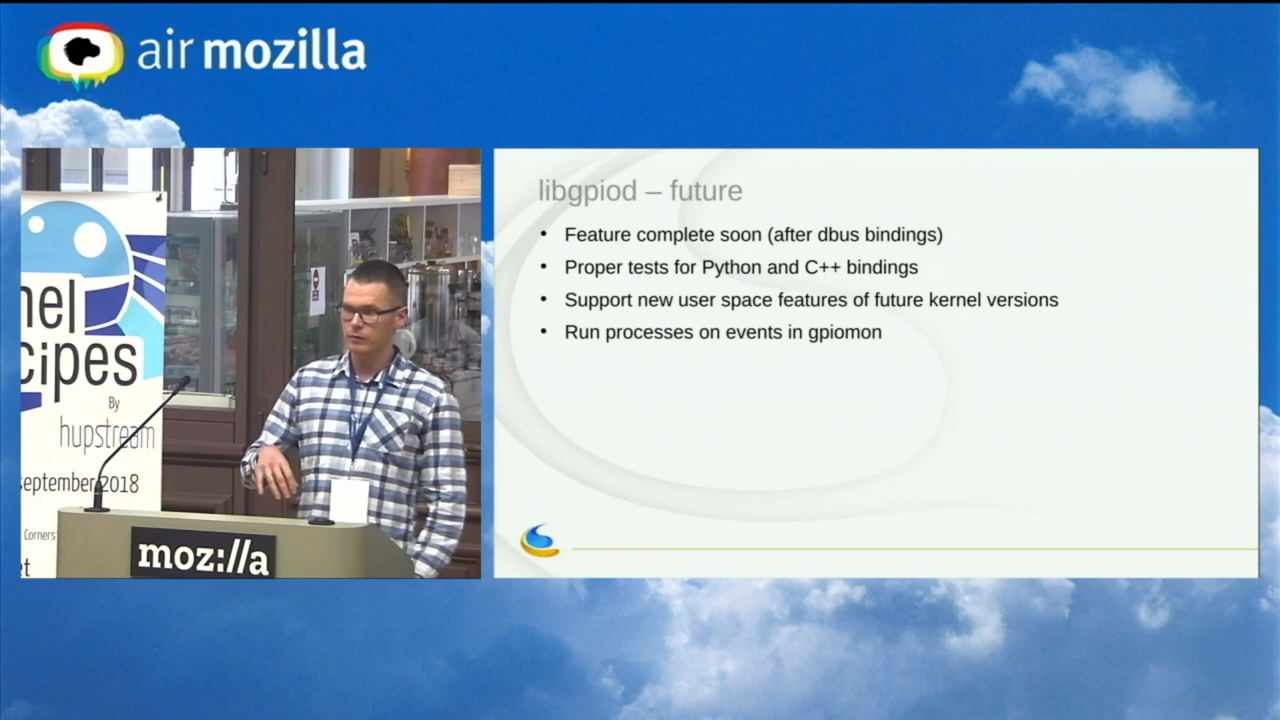 air mozilla
nel
cipes
By
hupstream
september 2018
Corners
et
moz://a
libgpiod – future
• Feature complete soon (after dbus bindings)
• Proper tests for Python and C++ bindings
• Support new user space features of future kernel versions
• Run processes on events in gpiomon